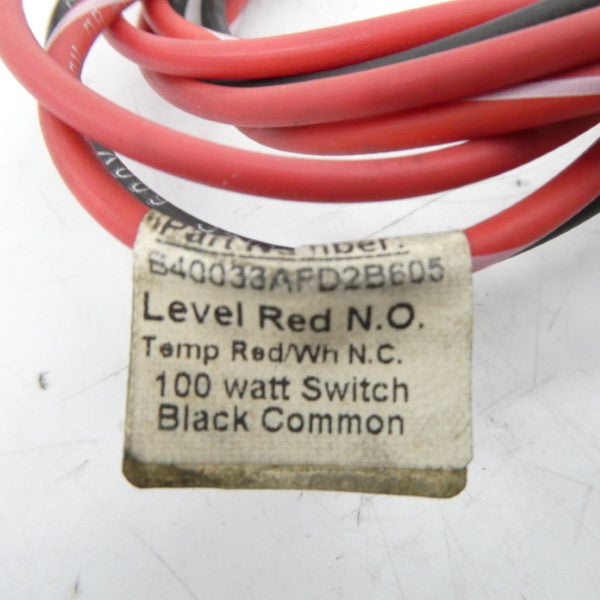 Part Number:
B40033AFD2B605
Level Red N.O.
Temp Red/Wh N.C.
100 watt Switch
Black Common